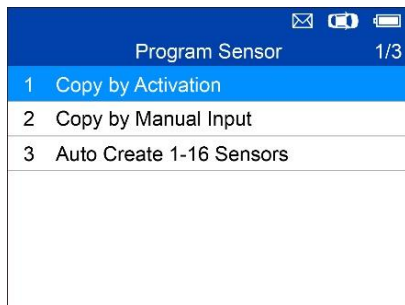 Program Sensor 1/3
1 Copy by Activation
2 Copy by Manual Input
3 Auto Create 1-16 Sensors